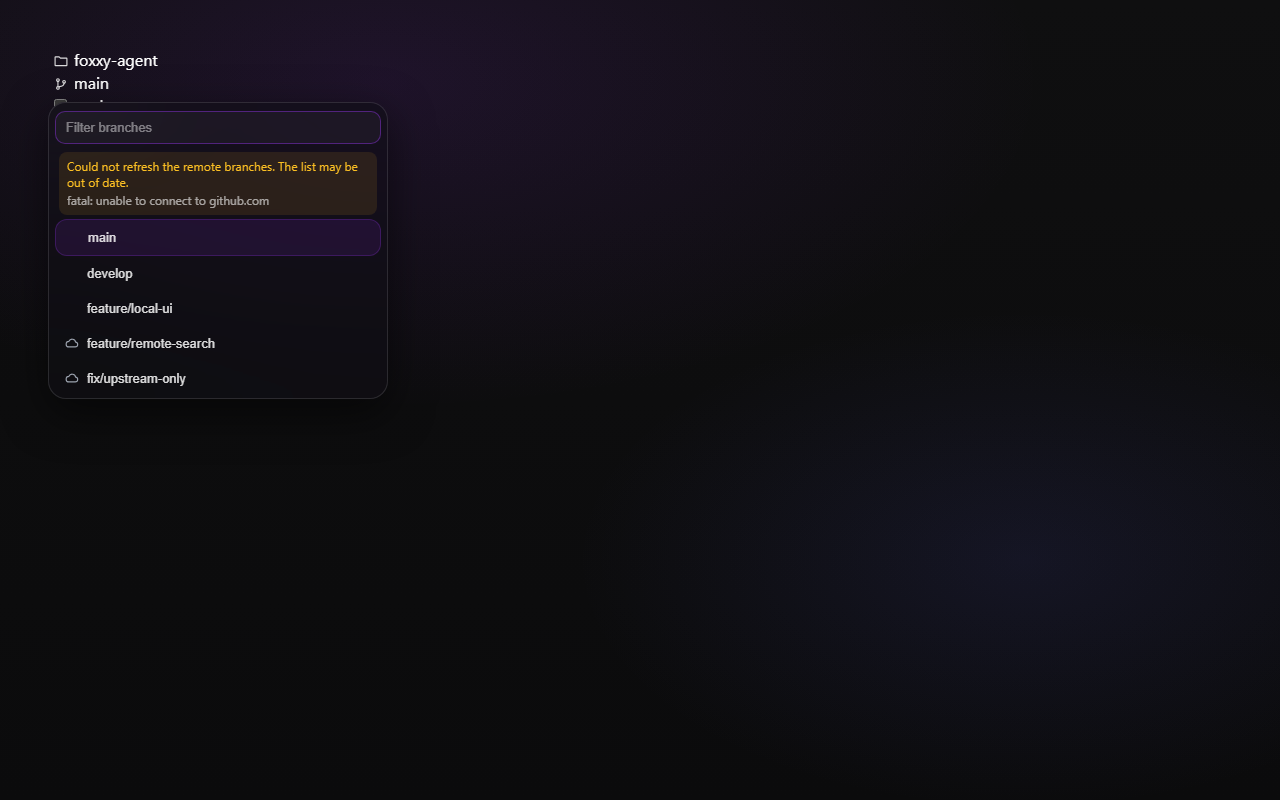 foxxy-agent
main
Filter branches
Could not refresh the remote branches. The list may be
out of date.
fatal: unable to connect to github.com
main
develop
feature/local-ui
feature/remote-search
fix/upstream-only